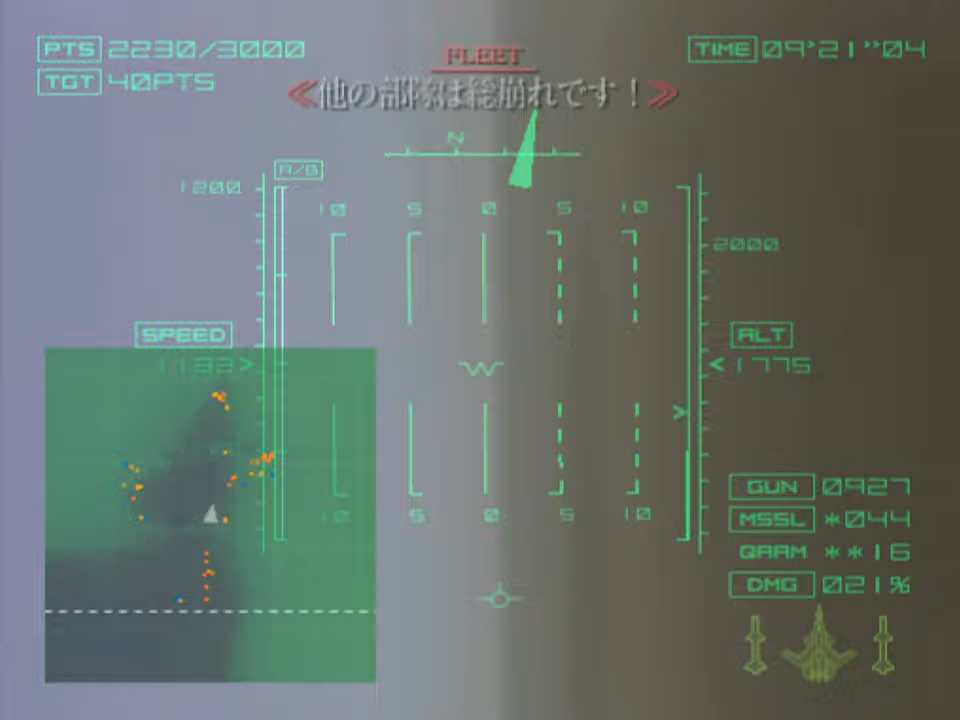 PTS 2230/3000
TGT 40PTS
FLEET
≪他の部隊は総崩れです！≫
TIME 09'21"04
N
A/B
1200
10 5 0 5 10
2000
SPEED
1133>
ALT
<1775
10 5 0 5 10
GUN 0927
MSSL *044
QAAM **16
DMG 021%